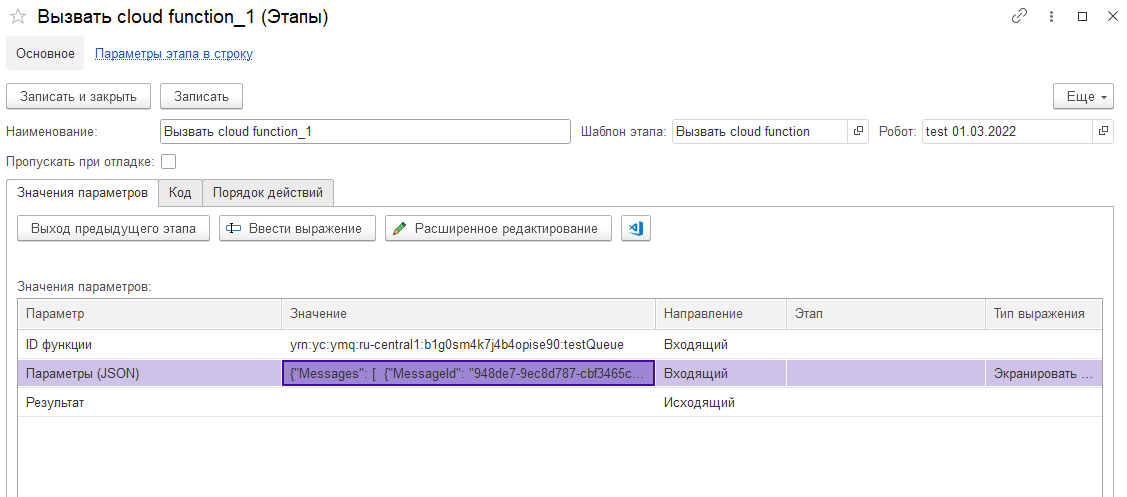 Вызвать cloud function_1 (Этапы)
Основное Параметры этапа в строку
Записать и закрыть Записать Еще
Наименование: Вызвать cloud function_1 Шаблон этапа: Вызвать cloud function Робот: test 01.03.2022
Пропускать при отладке:
Значения параметров Код Порядок действий
Выход предыдущего этапа Ввести выражение Расширенное редактирование
Значения параметров:
Параметр Значение Направление Этап Тип выражения
ID функции yrn:yc:ymq:ru-central1:b1g0sm4k7j4b4opise90:testQueue Входящий
Параметры (JSON) {"Messages": [ {"MessageId": "948de7-9ec8d787-cbf3465c... Входящий Экранировать ...
Результат Исходящий